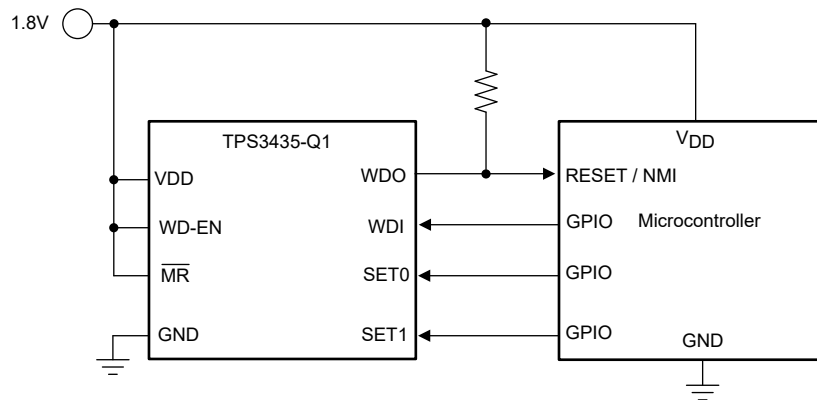 1.8V
TPS3435-Q1
VDD
WD-EN
MR
GND
WDO
WDI
SET0
SET1
VDD
RESET / NMI
GPIO Microcontroller
GPIO
GPIO
GND